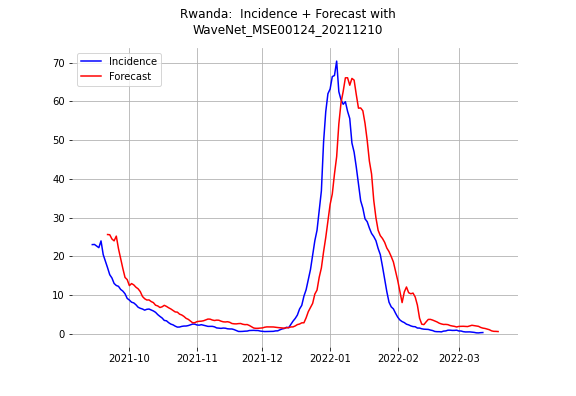 Rwanda:  Incidence + Forecast with
WaveNet_MSE00124_20211210
Incidence
Forecast
70
60
50
40
30
20
10
0
2021-10 2021-11 2021-12 2022-01 2022-02 2022-03